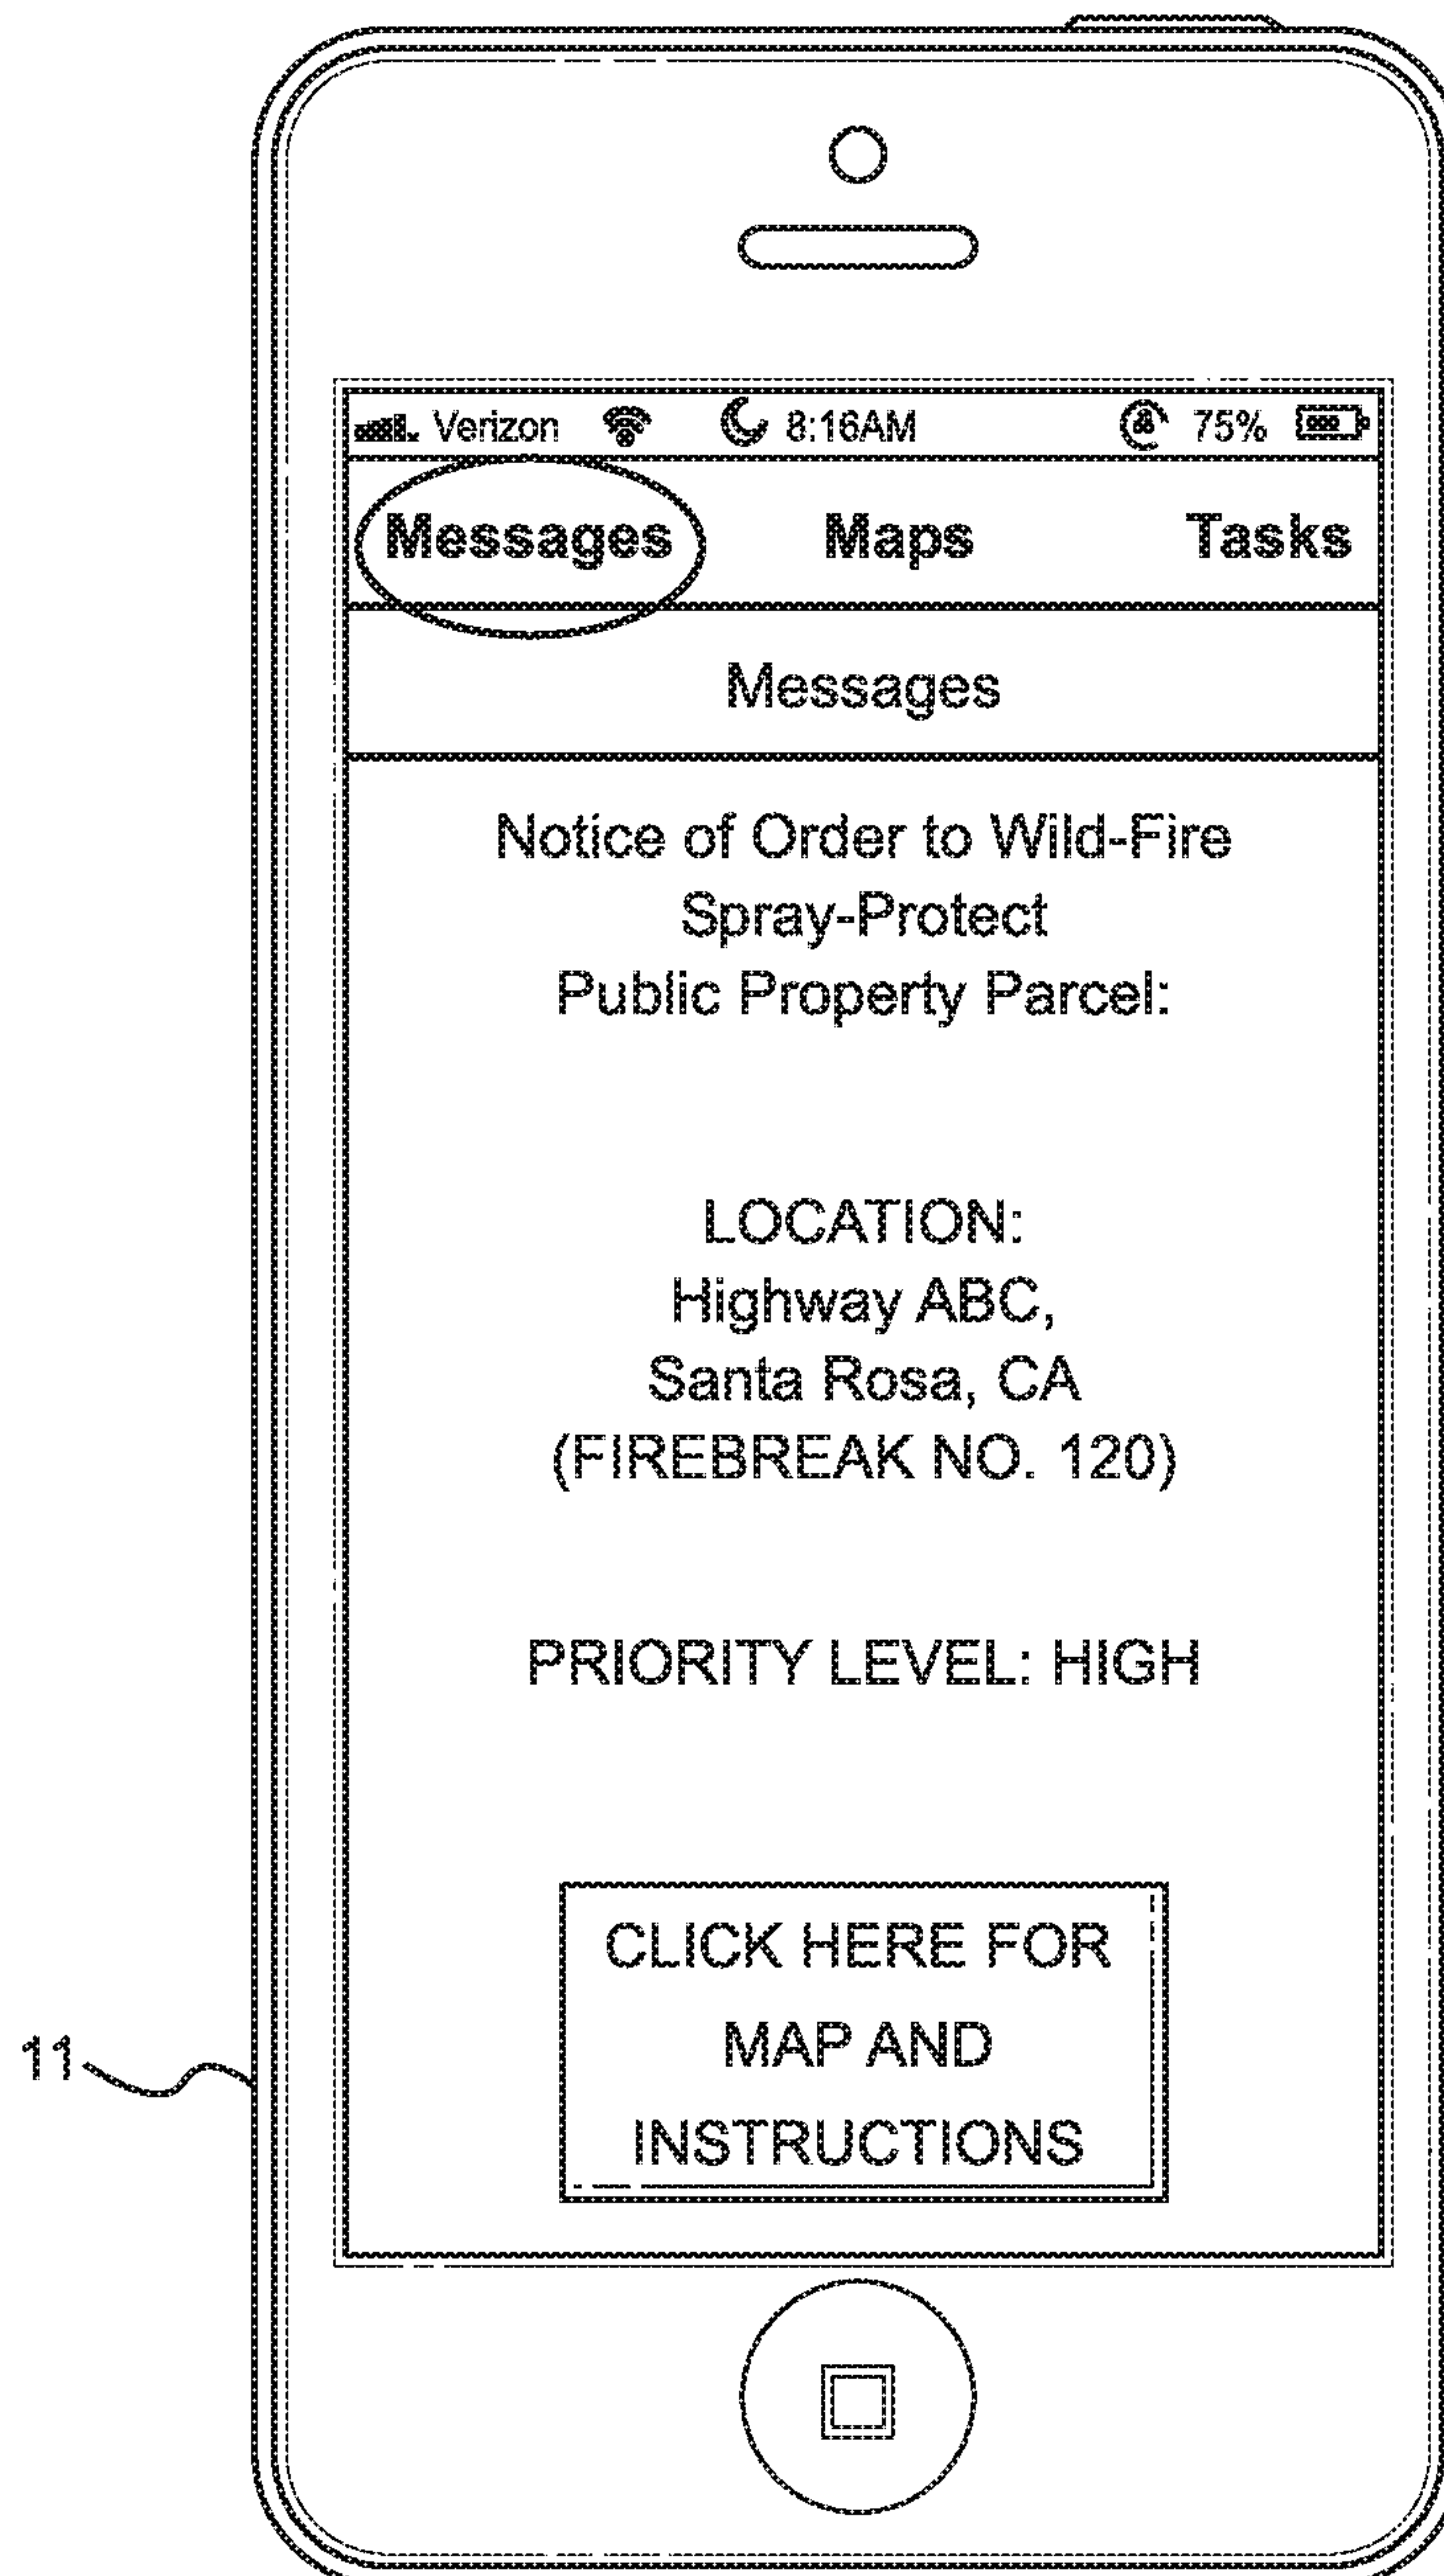 Verizon 8:16AM 75%
Messages Maps Tasks
Messages
Notice of Order to Wild-Fire
Spray-Protect
Public Property Parcel:
LOCATION:
Highway ABC,
Santa Rosa, CA
(FIREBREAK NO. 120)
PRIORITY LEVEL: HIGH
CLICK HERE FOR
MAP AND
INSTRUCTIONS
11